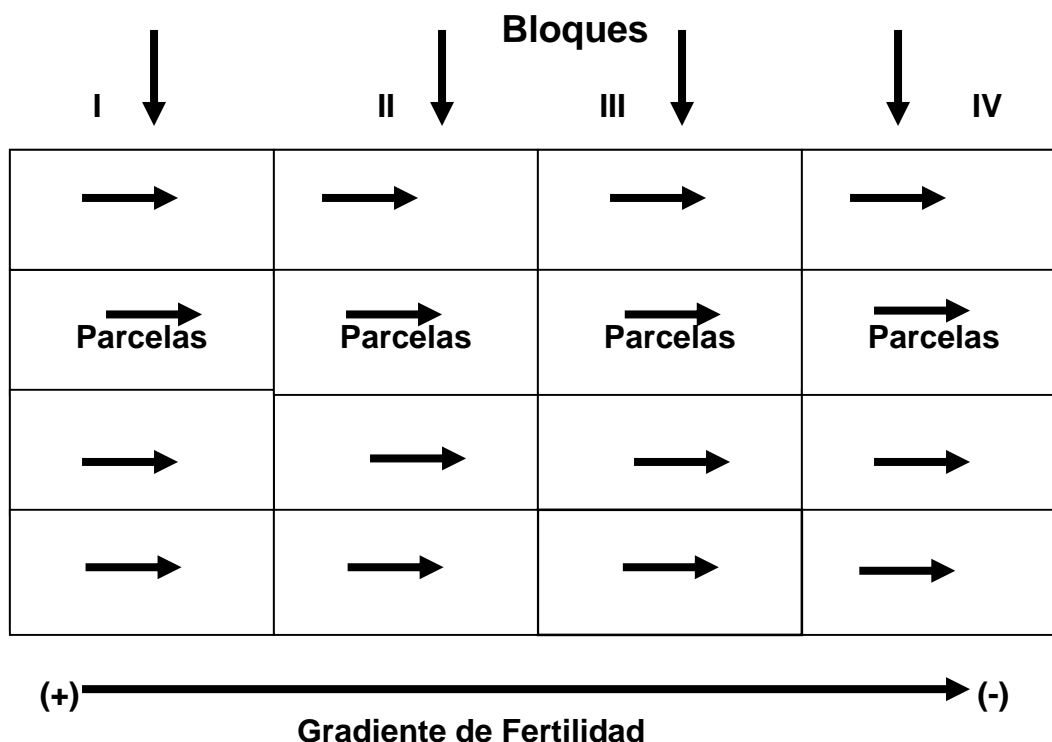 Bloques
I II III IV
Parcelas Parcelas Parcelas Parcelas
(+) (-)
Gradiente de Fertilidad